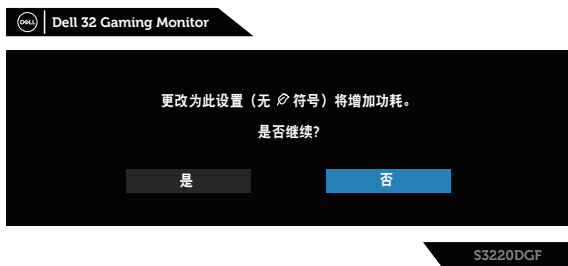 DELL
Dell 32 Gaming Monitor
更改为此设置（无 符号）将增加功耗。
是否继续?
是
否
S3220DGF